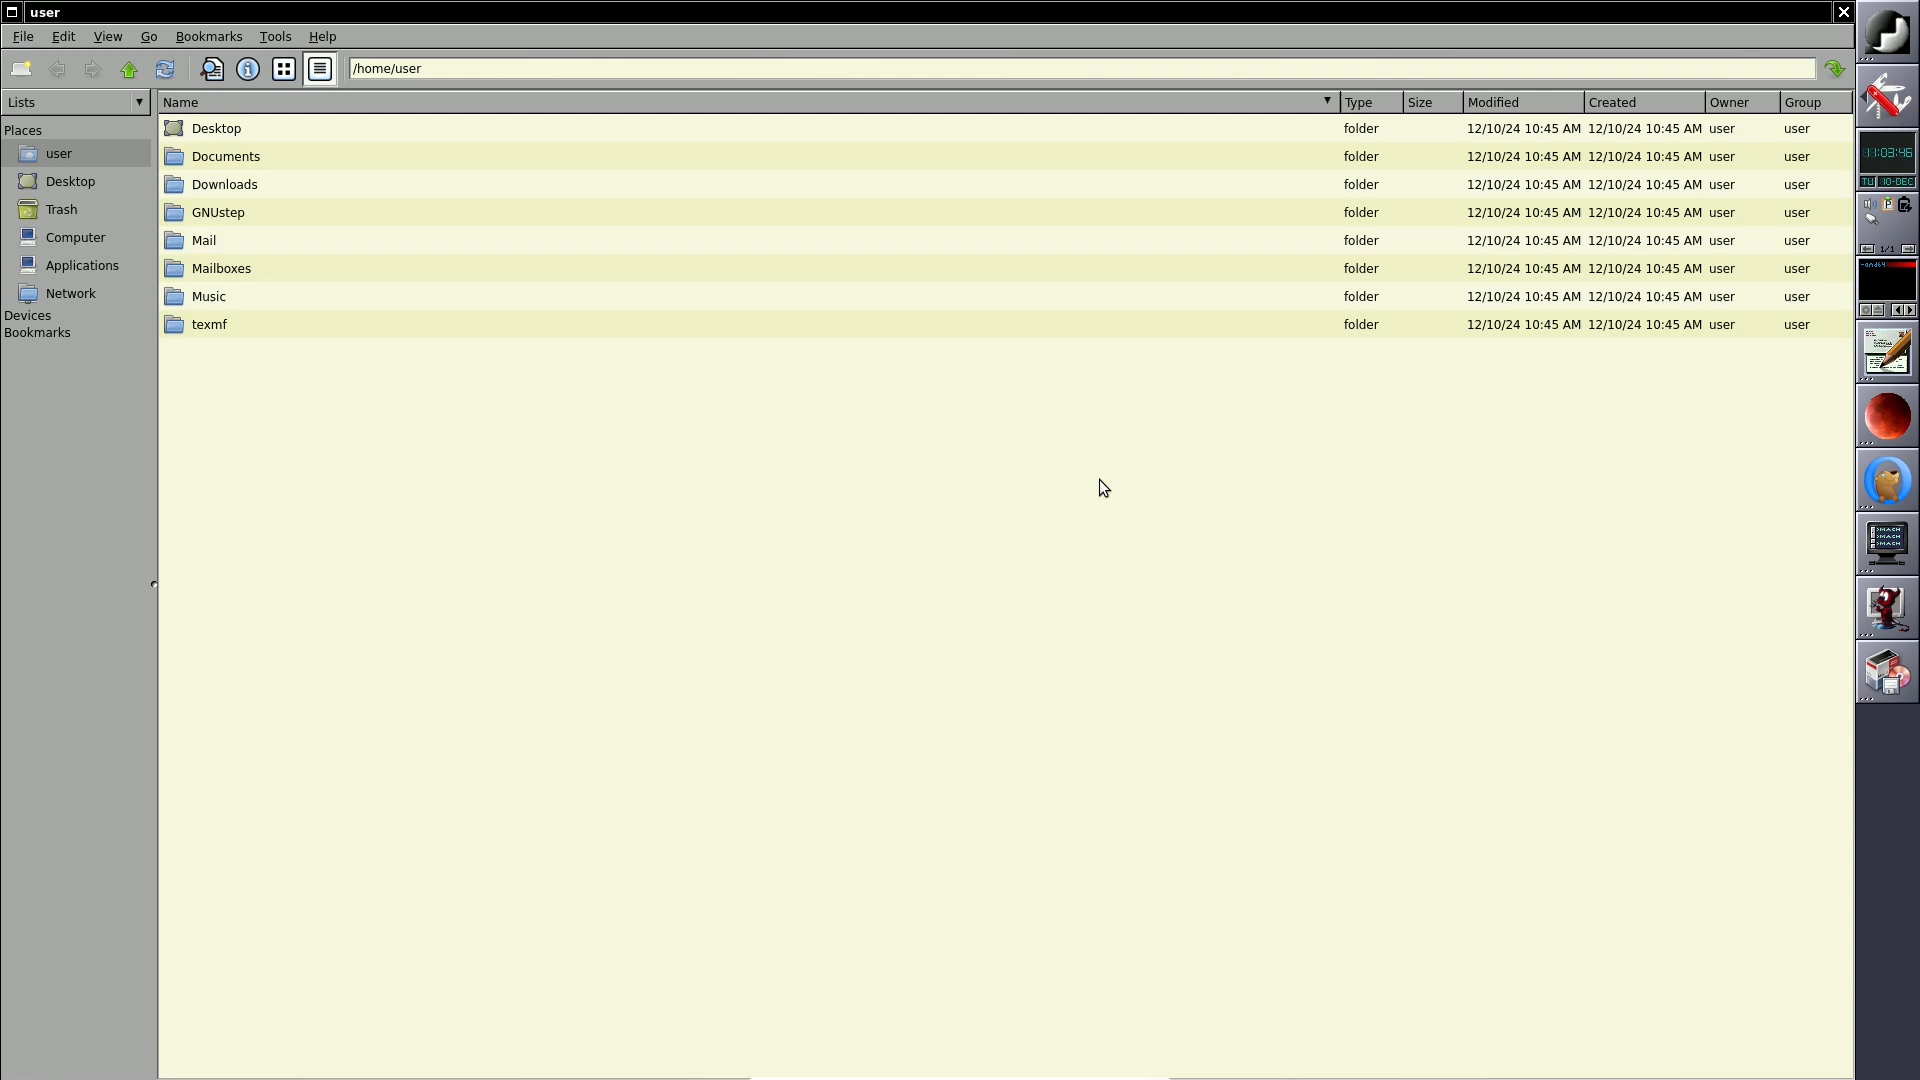 user
File Edit View Go Bookmarks Tools Help
/home/user
Lists
Name Type Size Modified Created Owner Group
Places
user
Desktop
Trash
Computer
Applications
Network
Devices
Bookmarks
Desktop folder 12/10/24 10:45 AM 12/10/24 10:45 AM user user
Documents folder 12/10/24 10:45 AM 12/10/24 10:45 AM user user
Downloads folder 12/10/24 10:45 AM 12/10/24 10:45 AM user user
GNUstep folder 12/10/24 10:45 AM 12/10/24 10:45 AM user user
Mail folder 12/10/24 10:45 AM 12/10/24 10:45 AM user user
Mailboxes folder 12/10/24 10:45 AM 12/10/24 10:45 AM user user
Music folder 12/10/24 10:45 AM 12/10/24 10:45 AM user user
texmf folder 12/10/24 10:45 AM 12/10/24 10:45 AM user user
11:03:46
TU 10-DEC
P
1/1
>MACH
>MACH
>MACH